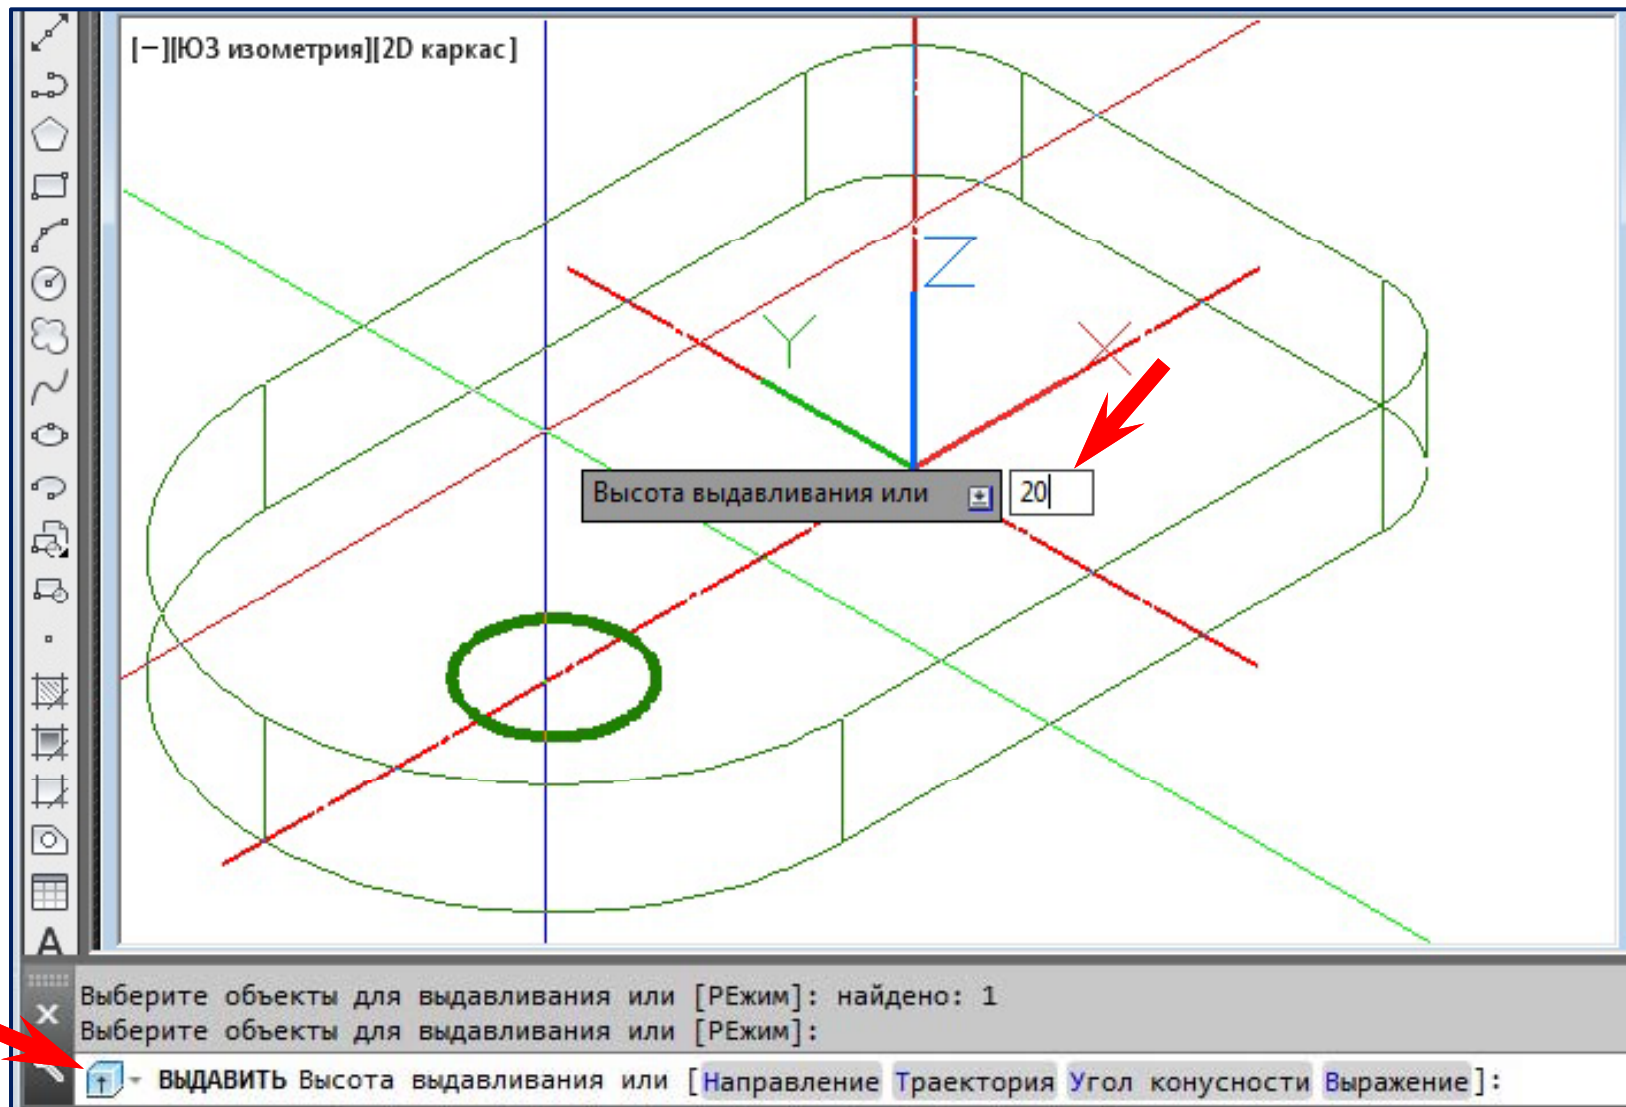 [−][ЮЗ изометрия][2D каркас]
Z
Y
X
Высота выдавливания или
20
A
Выберите объекты для выдавливания или [РЕжим]: найдено: 1
Выберите объекты для выдавливания или [РЕжим]:
ВЫДАВИТЬ Высота выдавливания или [Направление Траектория Угол конусности Выражение]: